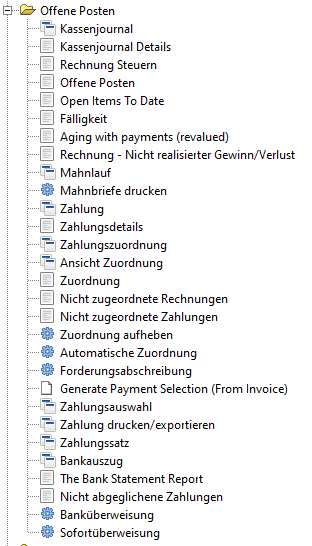 Offene Posten
Kassenjournal
Kassenjournal Details
Rechnung Steuern
Offene Posten
Open Items To Date
Fälligkeit
Aging with payments (revalued)
Rechnung - Nicht realisierter Gewinn/Verlust
Mahnlauf
Mahnbriefe drucken
Zahlung
Zahlungsdetails
Zahlungszuordnung
Ansicht Zuordnung
Zuordnung
Nicht zugeordnete Rechnungen
Nicht zugeordnete Zahlungen
Zuordnung aufheben
Automatische Zuordnung
Forderungsabschreibung
Generate Payment Selection (From Invoice)
Zahlungsauswahl
Zahlung drucken/exportieren
Zahlungssatz
Bankauszug
The Bank Statement Report
Nicht abgeglichene Zahlungen
Banküberweisung
Sofortüberweisung